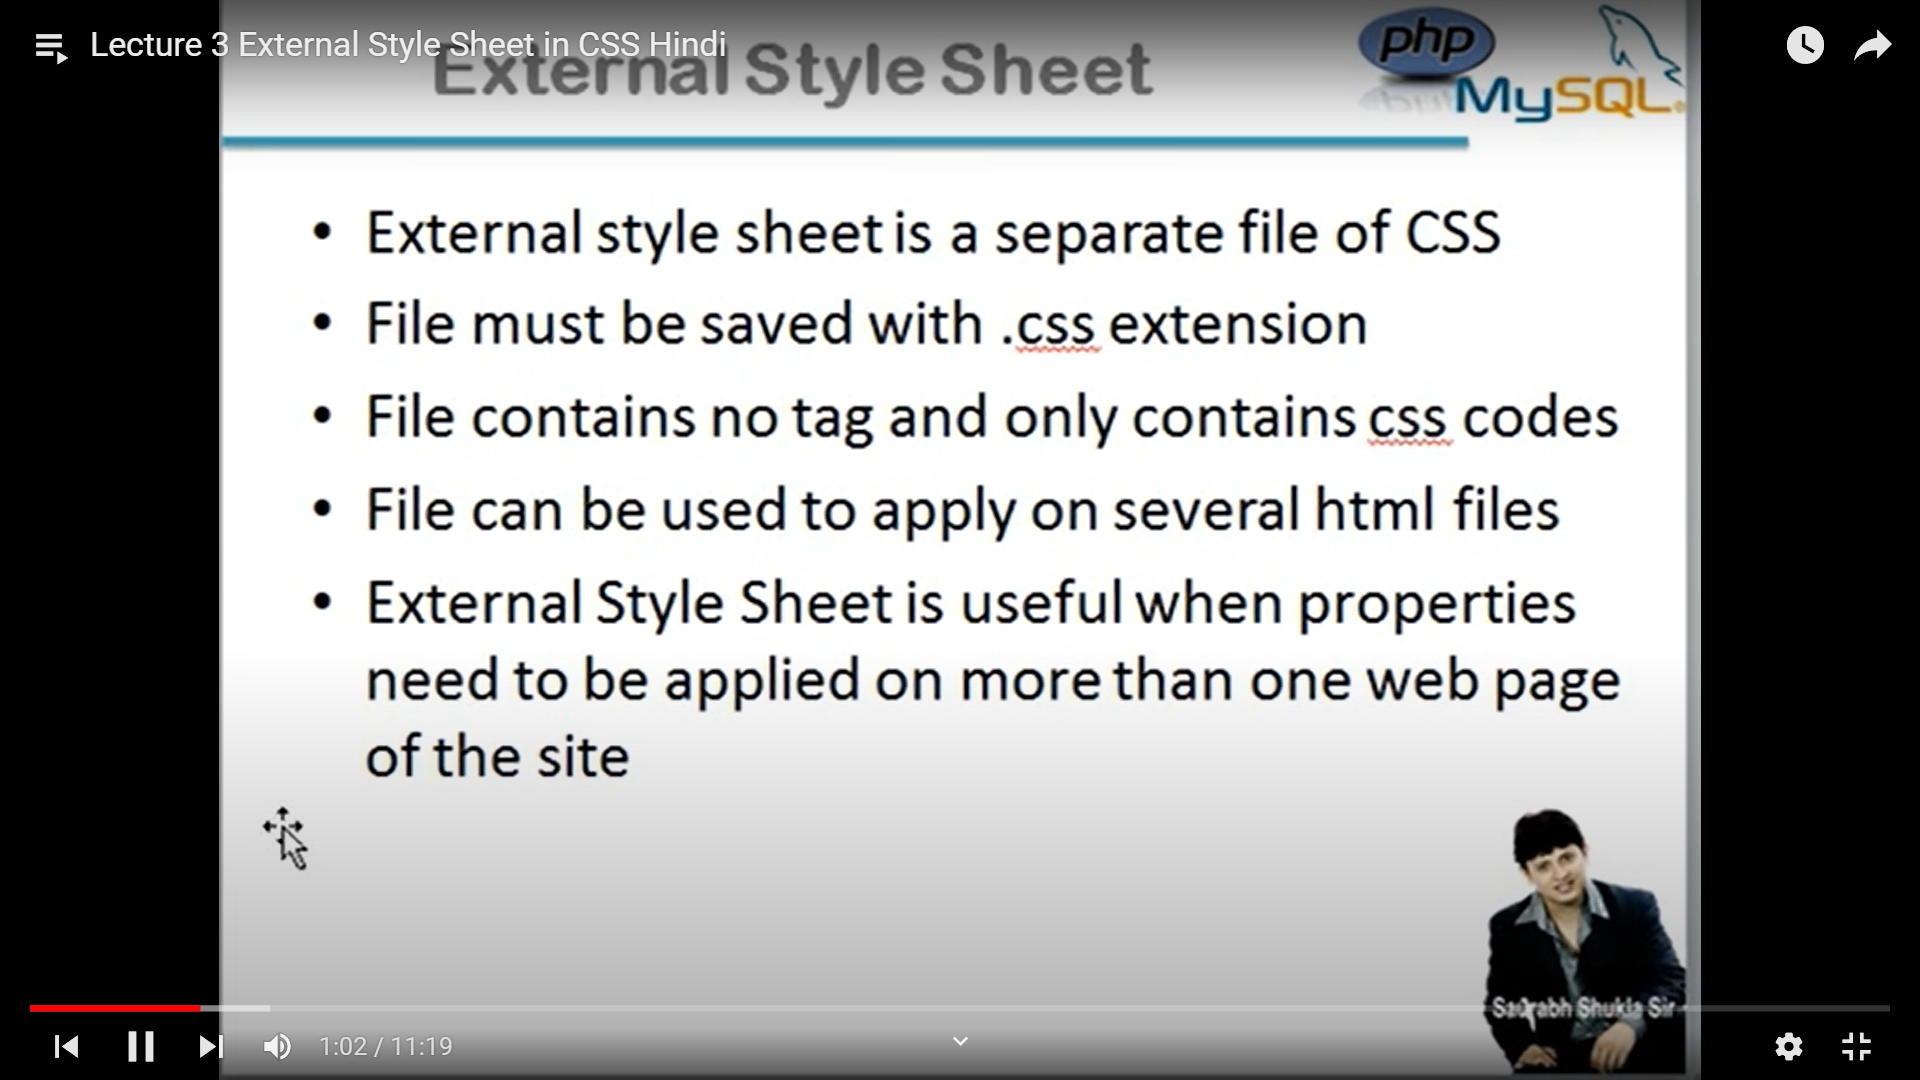 Lecture 3 External Style Sheet in CSS Hindi
External Style Sheet
php
MySQL
• External style sheet is a separate file of CSS
• File must be saved with .css extension
• File contains no tag and only contains css codes
• File can be used to apply on several html files
• External Style Sheet is useful when properties
need to be applied on more than one web page
of the site
Saurabh Shukla Sir
1:02 / 11:19